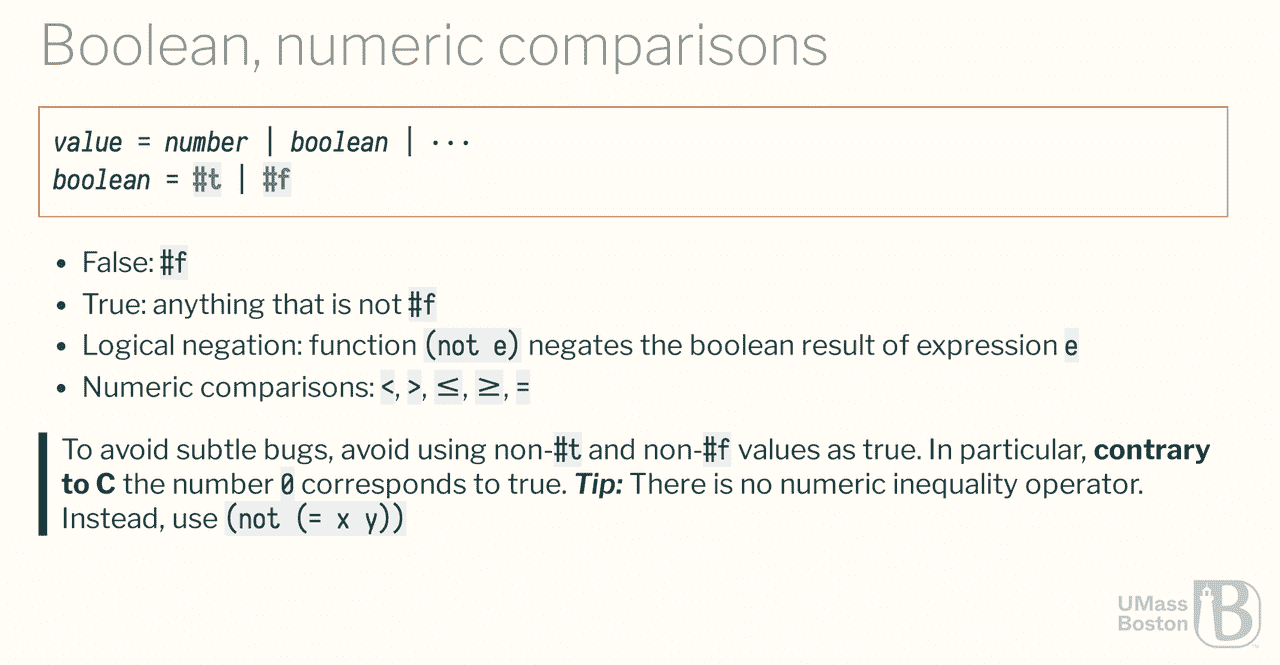 Boolean, numeric comparisons
value = number | boolean | ···
boolean = #t | #f
• False: #f
• True: anything that is not #f
• Logical negation: function (not e) negates the boolean result of expression e
• Numeric comparisons: <, >, ≤, ≥, =
To avoid subtle bugs, avoid using non-#t and non-#f values as true. In particular, contrary
to C the number 0 corresponds to true. Tip: There is no numeric inequality operator.
Instead, use (not (= x y))
UMass
Boston
B